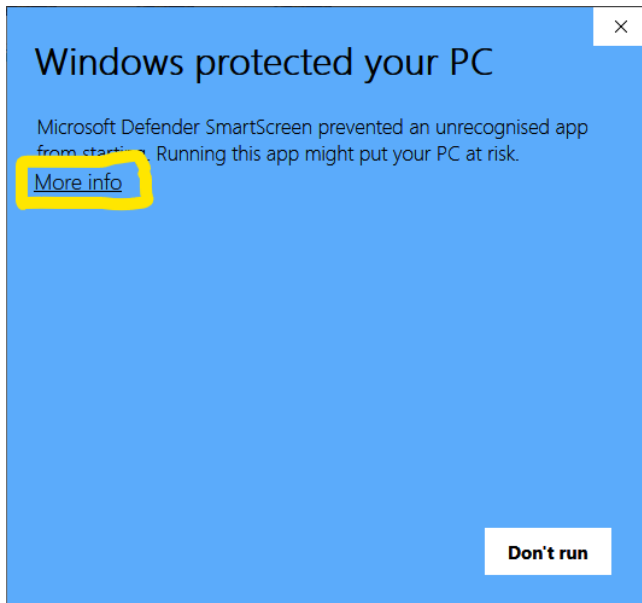 Windows protected your PC
Microsoft Defender SmartScreen prevented an unrecognised app
from starting. Running this app might put your PC at risk.
More info
Don't run